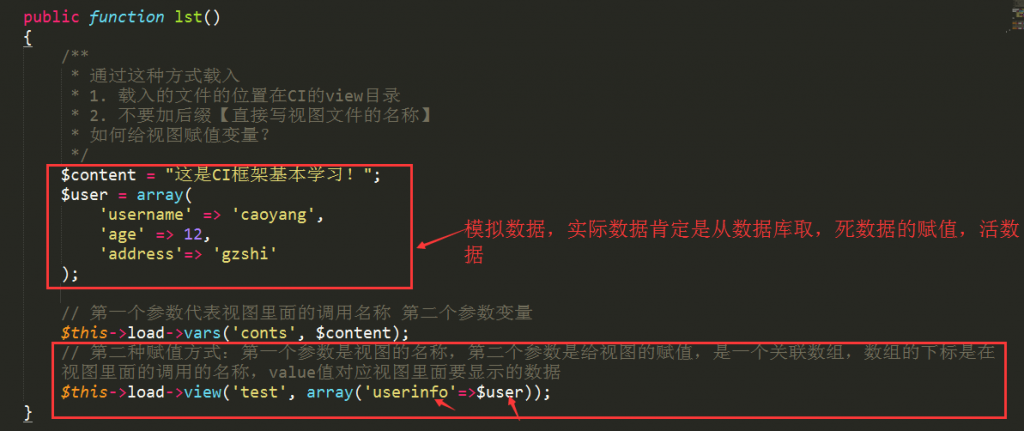 public function lst()
{
/**
* 通过这种方式载入
* 1. 载入的文件的位置在CI的view目录
* 2. 不要加后缀【直接写视图文件的名称】
* 如何给视图赋值变量？
*/
$content = "这是CI框架基本学习！";
$user = array(
'username' => 'caoyang',
'age' => 12,
'address'=> 'gzshi'
);
模拟数据，实际数据肯定是从数据库取，死数据的赋值，活数
据
// 第一个参数代表视图里面的调用名称 第二个参数变量
$this->load->vars('conts', $content);
// 第二种赋值方式：第一个参数是视图的名称，第二个参数是给视图的赋值，是一个关联数组，数组的下标是在
视图里面的调用的名称，value值对应视图里面要显示的数据
$this->load->view('test', array('userinfo'=>$user));
}